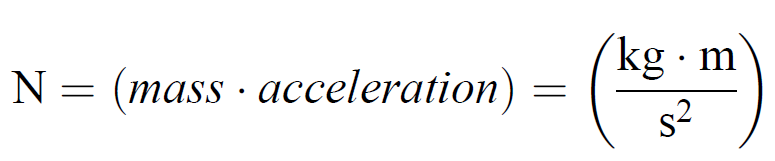 N = (mass · acceleration) = (kg · m / s²)